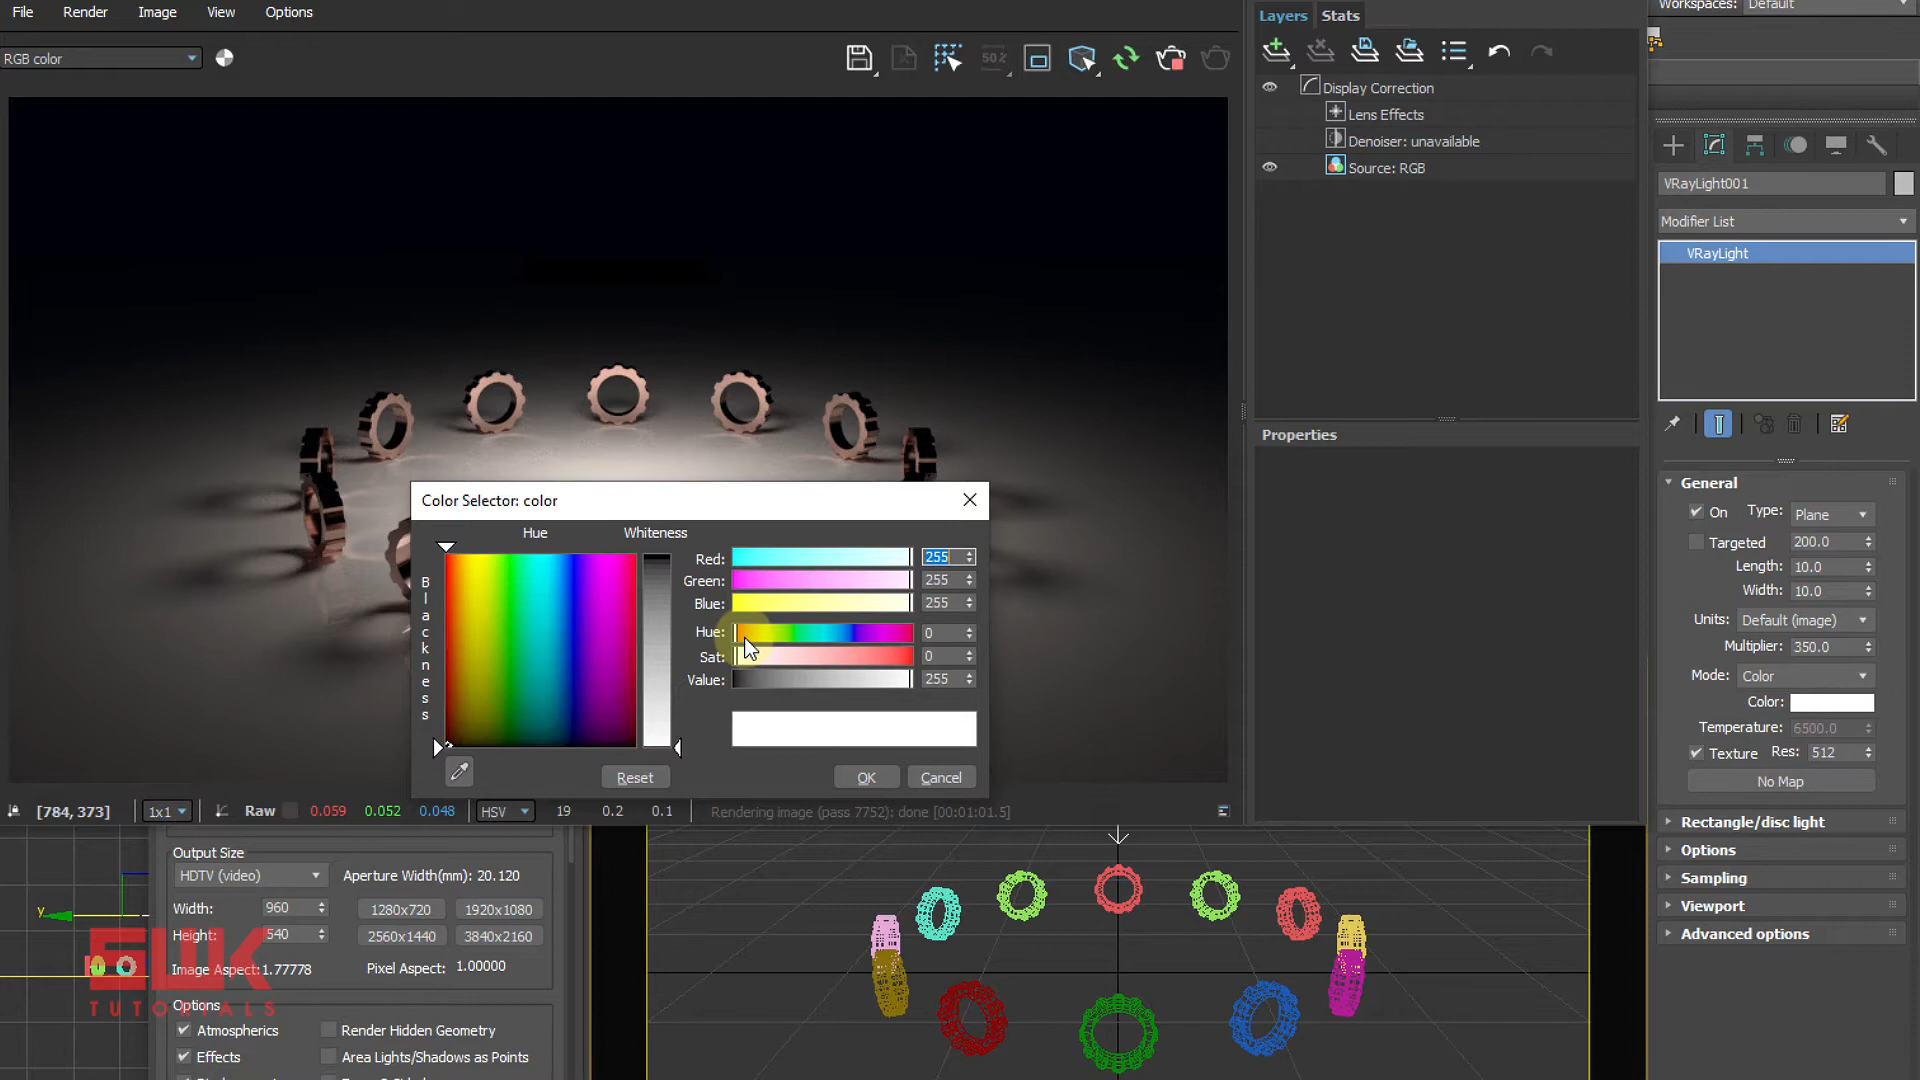 File Render Image View Options
RGB color
Layers Stats
Workspaces: Default
Display Correction
Lens Effects
Denoiser: unavailable
Source: RGB
Properties
VRayLight001
Modifier List
VRayLight
General
On Type: Plane
Targeted 200.0
Length: 10.0
Width: 10.0
Units: Default (image)
Multiplier: 350.0
Mode: Color
Color:
Temperature: 6500.0
Texture Res: 512
No Map
Rectangle/disc light
Options
Sampling
Viewport
Advanced options
Color Selector: color
Hue Whiteness
Blackness
Red: 255
Green: 255
Blue: 255
Hue: 0
Sat: 0
Value: 255
Reset OK Cancel
[784, 373] 1x1 Raw 0.059 0.052 0.048 HSV 19 0.2 0.1 Rendering image (pass 7752): done [00:01:01.5]
Output Size
HDTV (video) Aperture Width(mm): 20.120
Width: 960 1280x720 1920x1080
Height: 540 2560x1440 3840x2160
Image Aspect: 1.77778 Pixel Aspect: 1.00000
Options
Atmospherics Render Hidden Geometry
Effects Area Lights/Shadows as Points
y
TUTORIALS